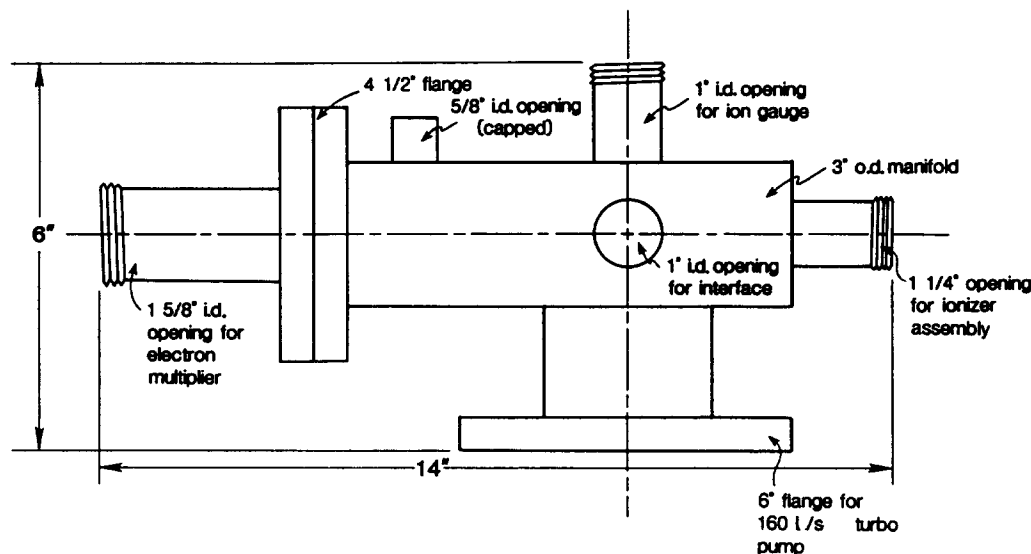 4 1/2" flange
5/8" i.d. opening
(capped)
1" i.d. opening
for ion gauge
3" o.d. manifold
6"
1" i.d. opening
for interface
1 1/4" opening
for ionizer
assembly
1 5/8" i.d.
opening for
electron
multiplier
14"
6" flange for
160 l/s turbo
pump